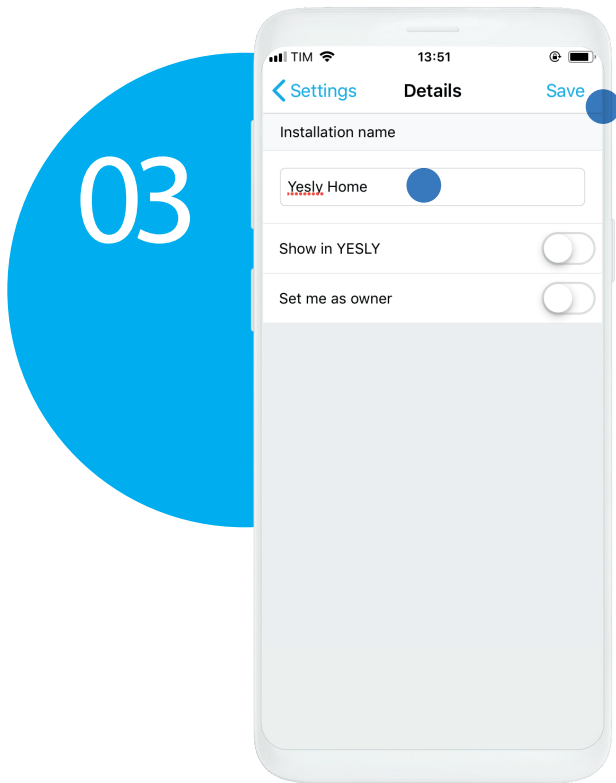 03
TIM 13:51
Settings Details Save
Installation name
Yesly Home
Show in YESLY
Set me as owner